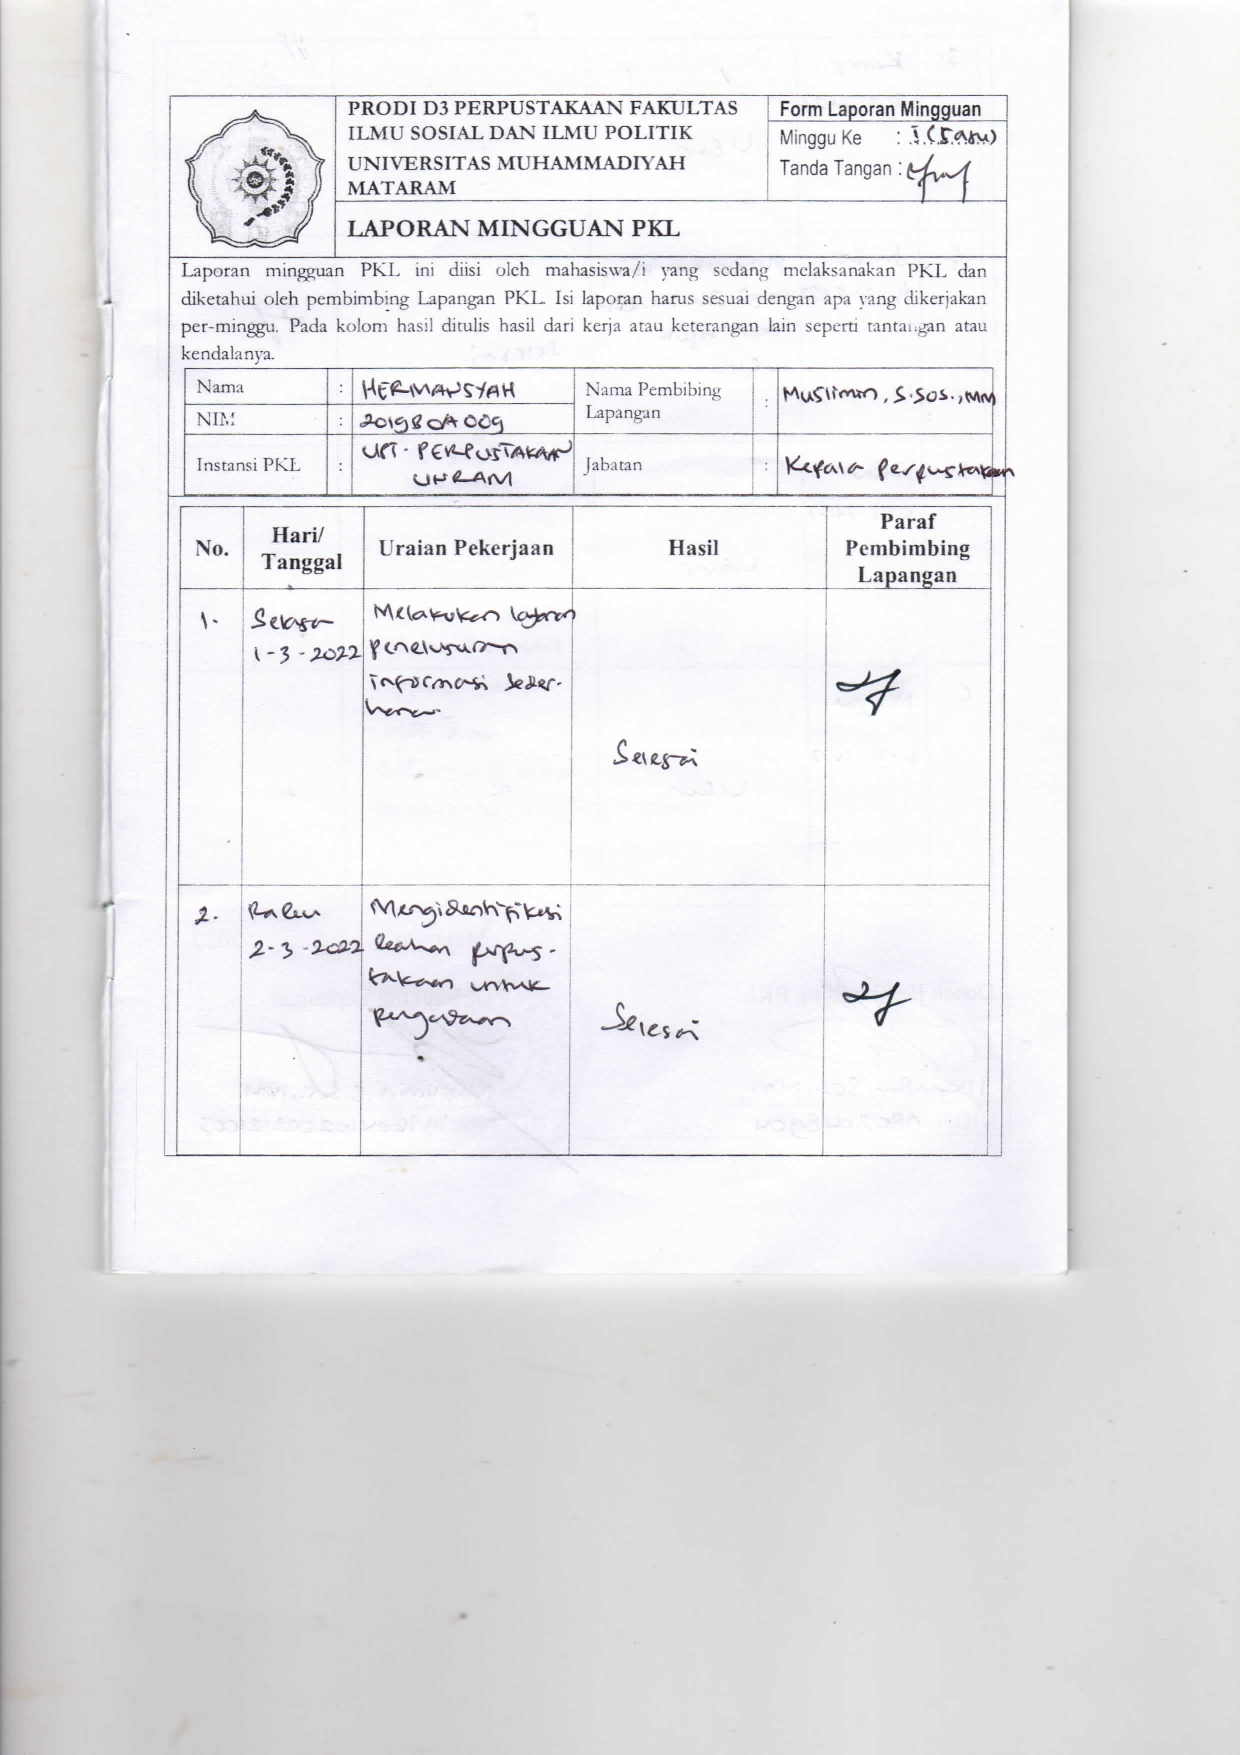 PRODI D3 PERPUSTAKAAN FAKULTAS
ILMU SOSIAL DAN ILMU POLITIK
UNIVERSITAS MUHAMMADIYAH
MATARAM
LAPORAN MINGGUAN PKL
Form Laporan Mingguan
Minggu Ke : I (Satu)
Tanda Tangan :
Laporan mingguan PKL ini diisi oleh mahasiswa/i yang sedang melaksanakan PKL dan
diketahui oleh pembimbing Lapangan PKL. Isi laporan harus sesuai dengan apa yang dikerjakan
per-minggu. Pada kolom hasil ditulis hasil dari kerja atau keterangan lain seperti tantangan atau
kendalanya.
Nama : HERMANSYAH
NIM : 2019B0A009
Nama Pembibing
Lapangan : Muslimin, S.Sos., MM
Instansi PKL : UPT. PERPUSTAKAAN
UNRAM
Jabatan : Kepala perpustakaan
No. Hari/
Tanggal Uraian Pekerjaan Hasil Paraf
Pembimbing
Lapangan
1. Selasa Melakukan layanan
1-3-2022 penelusuran
informasi seder-
hana.
Selesai
2. Rabu Mengidentifikasi
2-3-2022 bahan perpus-
takaan untuk
pengadaan Selesai